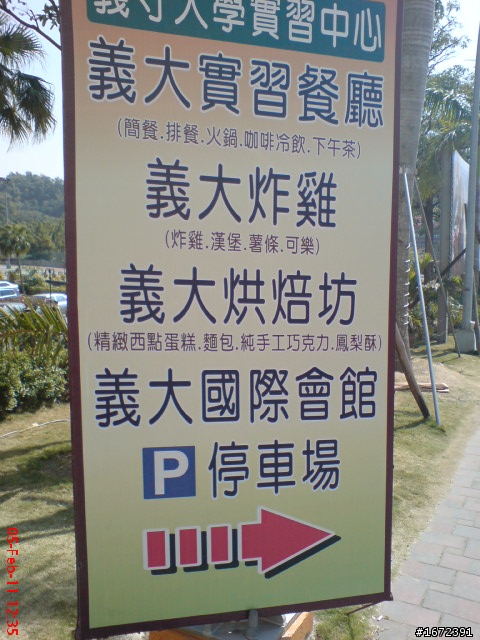 義守大學實習中心
義大實習餐廳
(簡餐.排餐.火鍋.咖啡冷飲.下午茶)
義大炸雞
(炸雞.漢堡.薯條.可樂)
義大烘焙坊
(精緻西點蛋糕.麵包.純手工巧克力.鳳梨酥)
義大國際會館
P 停車場
05-Feb-11 12:35
#1672391